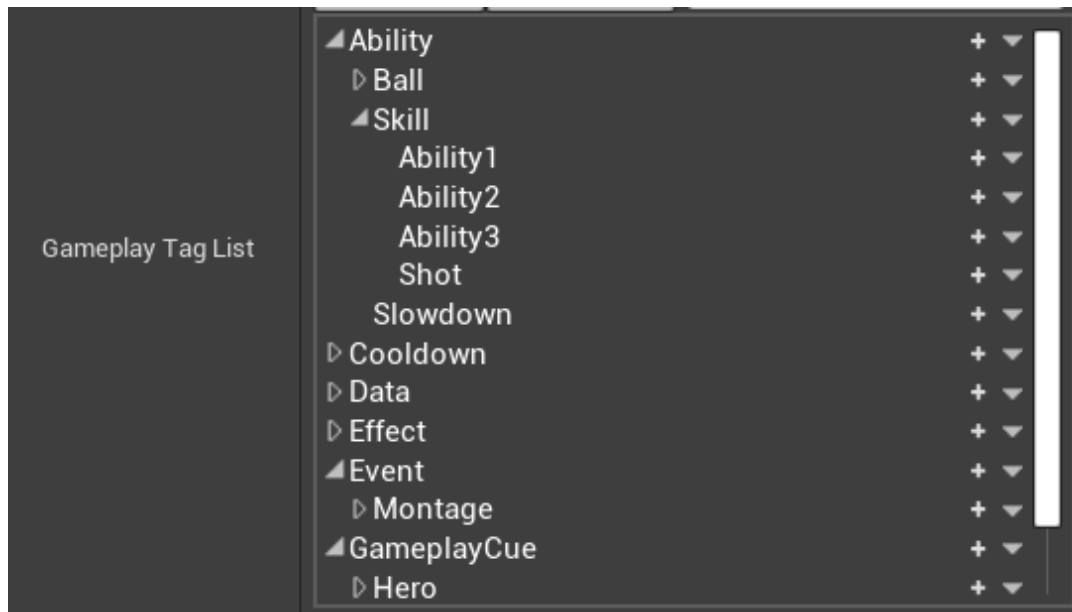 Gameplay Tag List
Ability
Ball
Skill
Ability1
Ability2
Ability3
Shot
Slowdown
Cooldown
Data
Effect
Event
Montage
GameplayCue
Hero